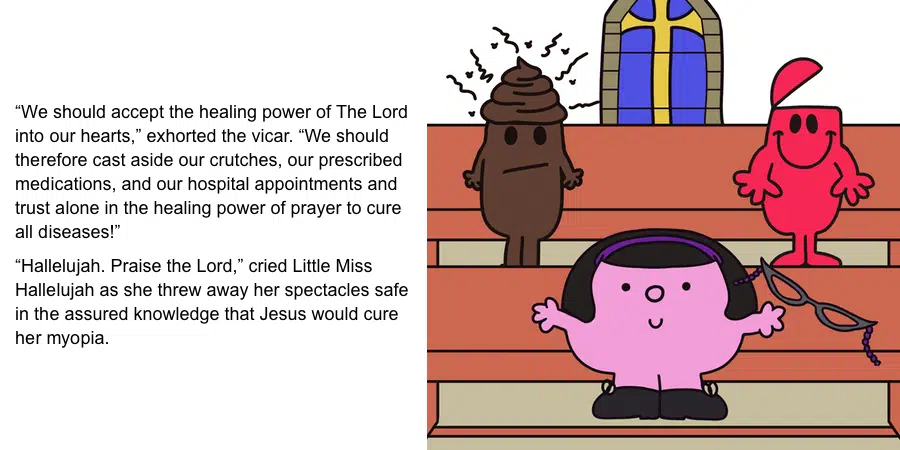 “We should accept the healing power of The Lord
into our hearts,” exhorted the vicar. “We should
therefore cast aside our crutches, our prescribed
medications, and our hospital appointments and
trust alone in the healing power of prayer to cure
all diseases!”
“Hallelujah. Praise the Lord,” cried Little Miss
Hallelujah as she threw away her spectacles safe
in the assured knowledge that Jesus would cure
her myopia.